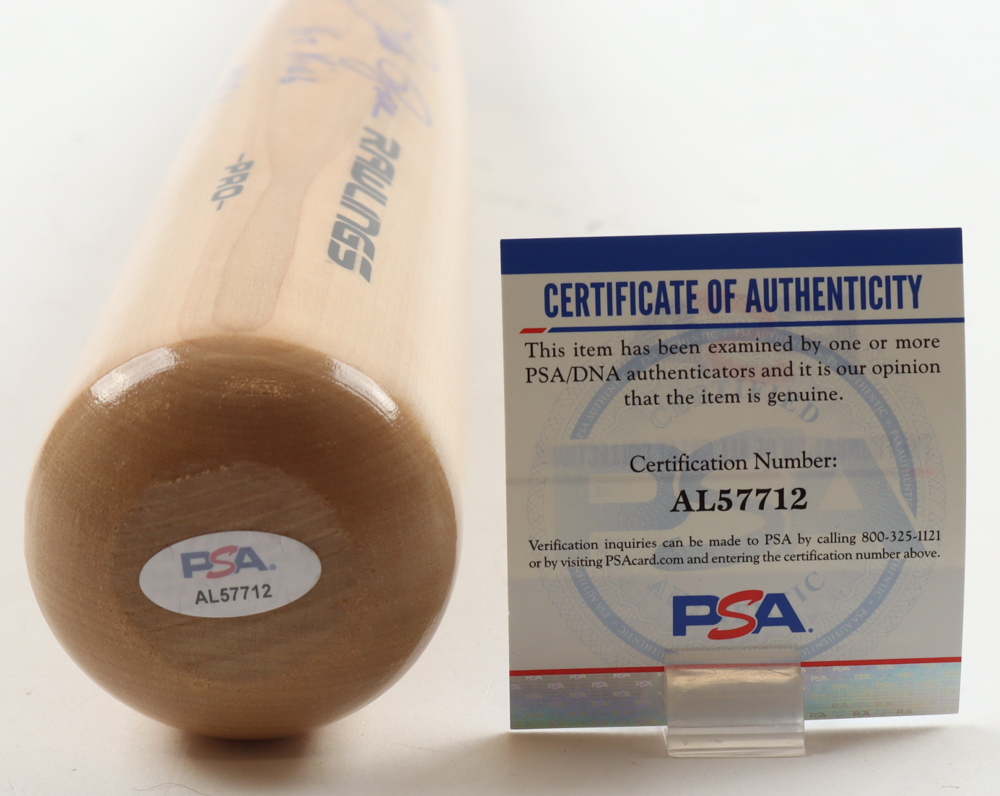 -PRO-
RAWLINGS
PSA.
AL57712
CERTIFICATE OF AUTHENTICITY
This item has been examined by one or more
PSA/DNA authenticators and it is our opinion
that the item is genuine.
Certification Number:
AL57712
Verification inquiries can be made to PSA by calling 800-325-1121
or by visiting PSAcard.com and entering the certification number above.
PSA.